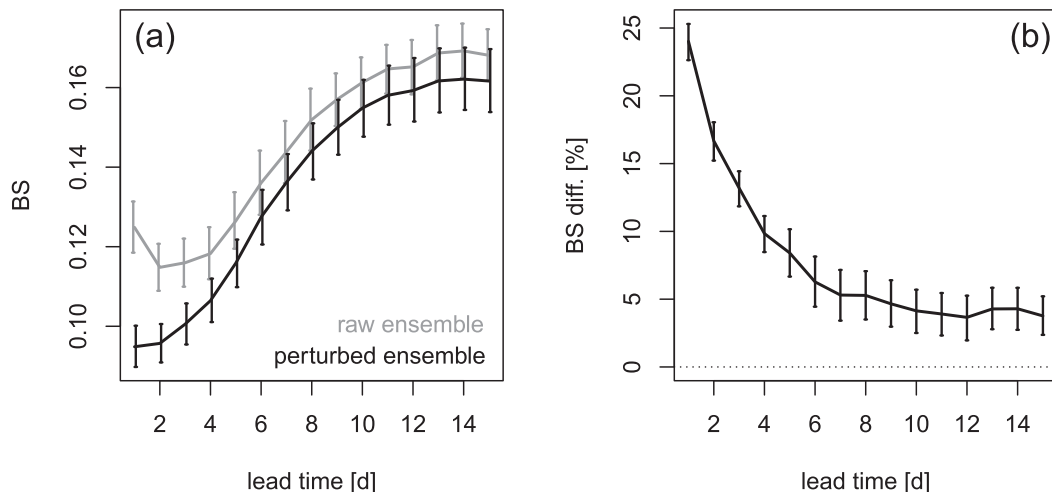 (a)
BS
0.16
0.14
0.12
0.10
raw ensemble
perturbed ensemble
2 4 6 8 10 12 14
lead time [d]
(b)
BS diff. [%]
25
20
15
10
5
0
2 4 6 8 10 12 14
lead time [d]